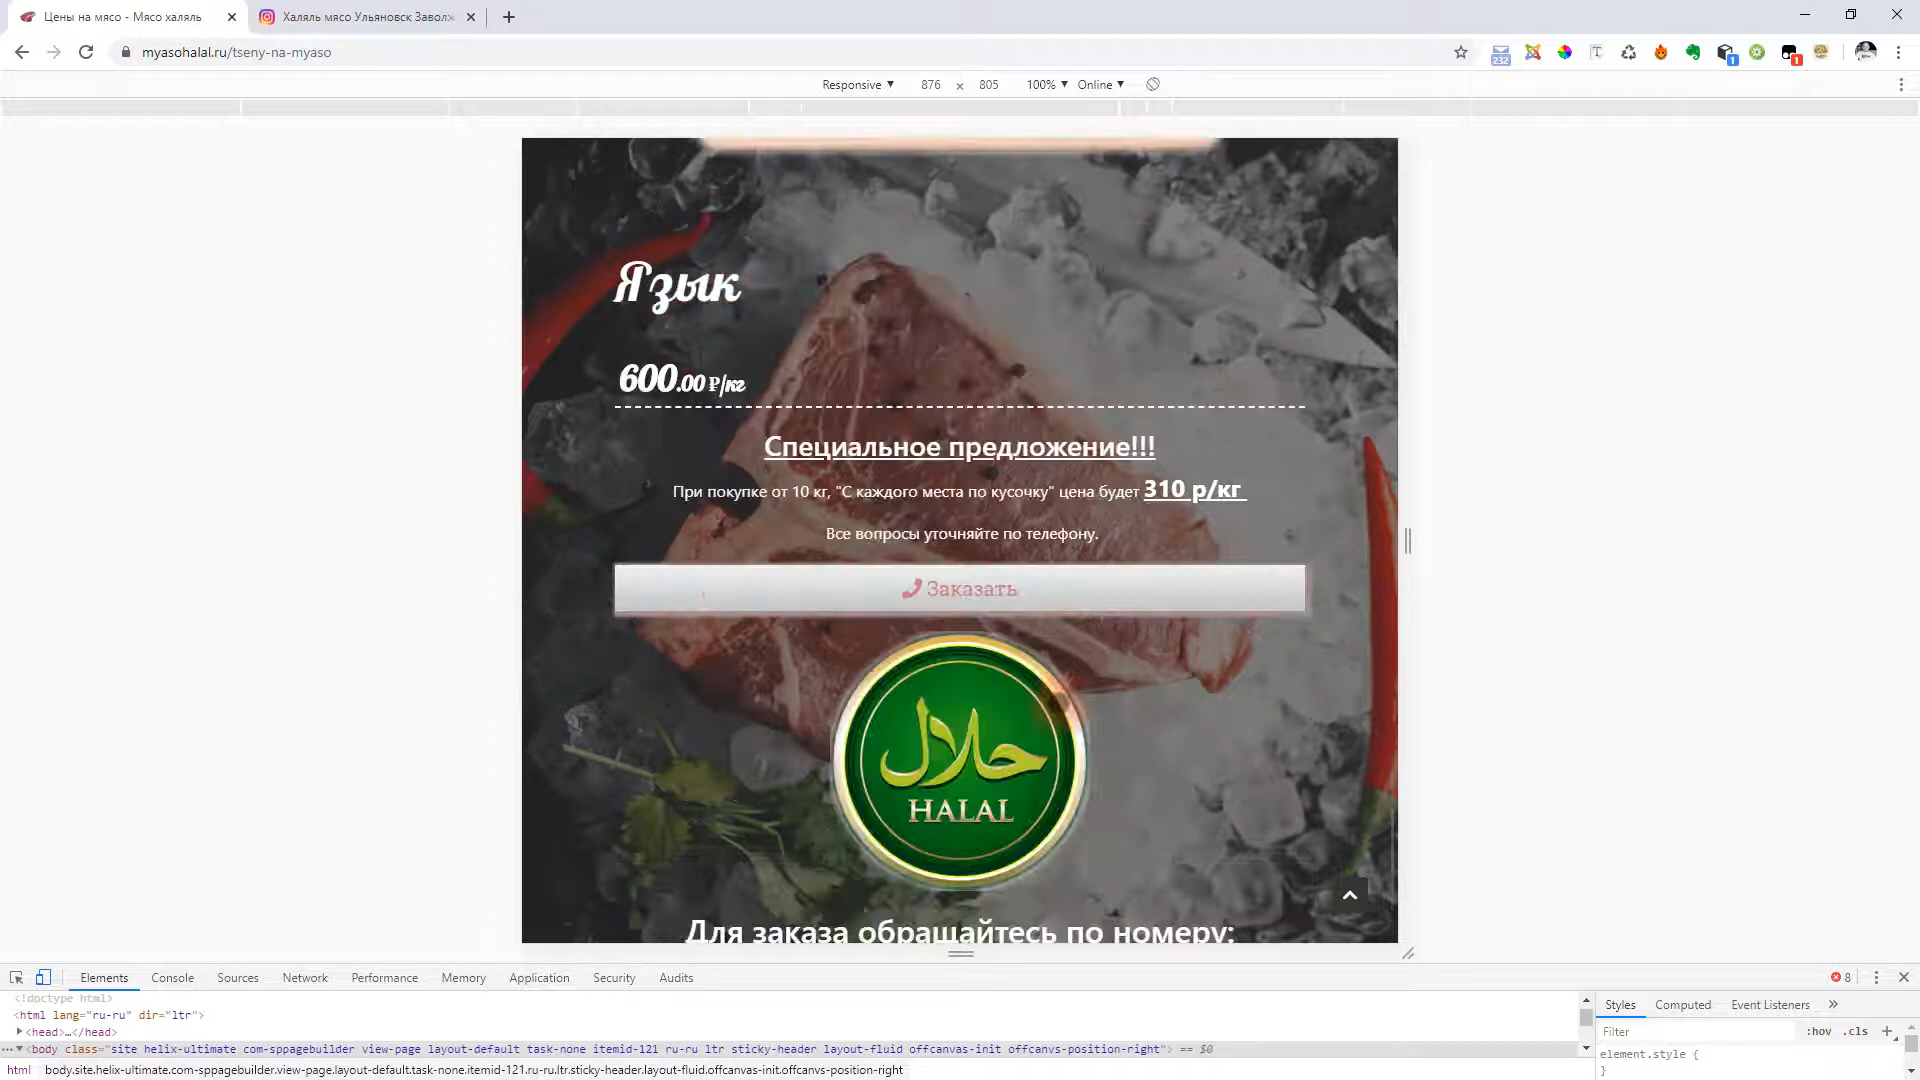 Цены на мясо - Мясо халяль
Халяль мясо Ульяновск Заволж
myasohalal.ru/tseny-na-myaso
232
1
1
Responsive ▼ 876 x 805 100% ▼ Online ▼
Язык
600.00 ₽/кг
Специальное предложение!!!
При покупке от 10 кг, "С каждого места по кусочку" цена будет 310 р/кг
Все вопросы уточняйте по телефону.
Заказать
حلال
HALAL
Для заказа обращайтесь по номеру:
Elements Console Sources Network Performance Memory Application Security Audits
8
<!doctype html>
<html lang="ru-ru" dir="ltr">
▶<head>…</head>
…▼<body class="site helix-ultimate com-sppagebuilder view-page layout-default task-none itemid-121 ru-ru ltr sticky-header layout-fluid offcanvas-init offcanvs-position-right"> == $0
html body.site.helix-ultimate.com-sppagebuilder.view-page.layout-default.task-none.itemid-121.ru-ru.ltr.sticky-header.layout-fluid.offcanvas-init.offcanvs-position-right
Styles Computed Event Listeners »
Filter :hov .cls +
element.style {
}